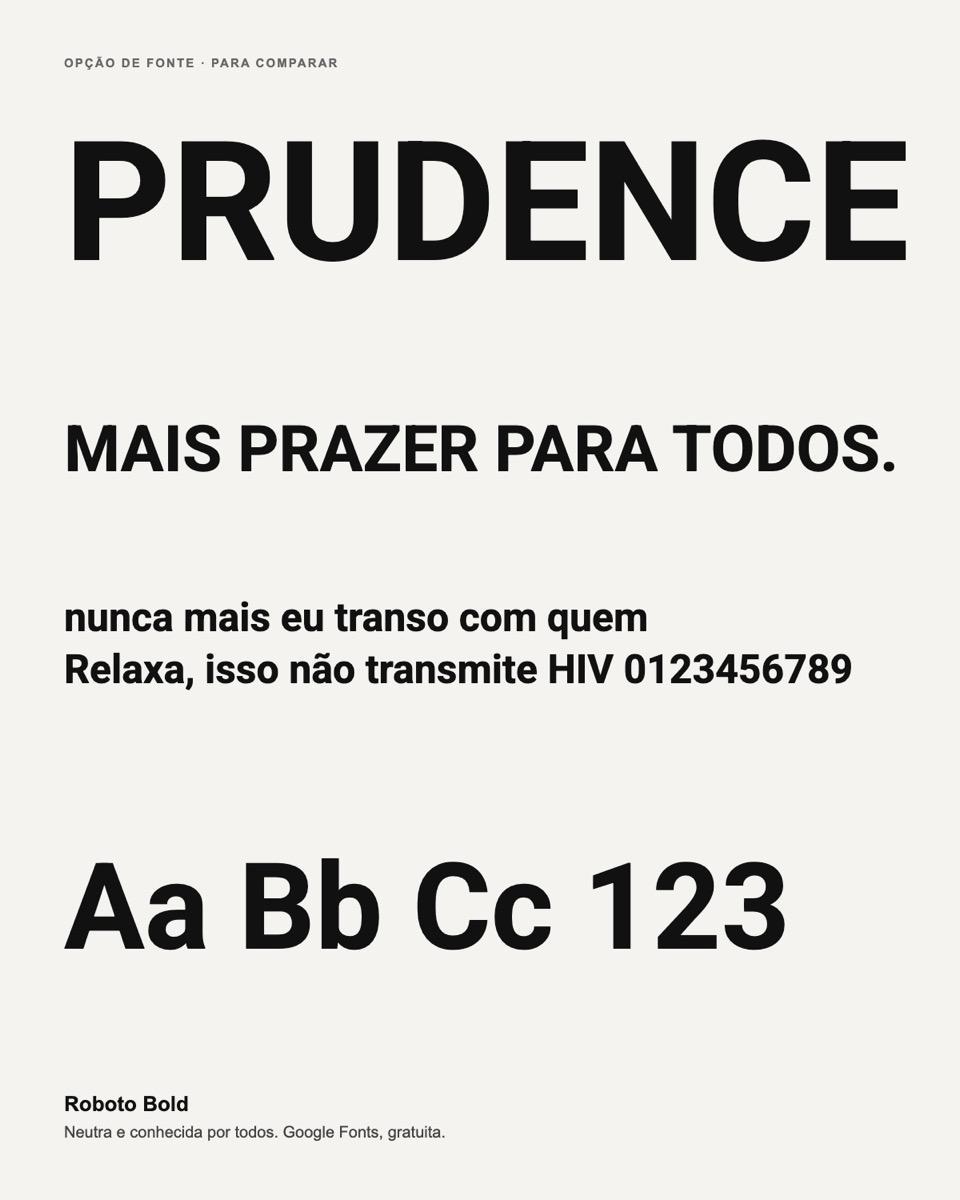 OPÇÃO DE FONTE · PARA COMPARAR
PRUDENCE
MAIS PRAZER PARA TODOS.
nunca mais eu transo com quem
Relaxa, isso não transmite HIV 0123456789
Aa Bb Cc 123
Roboto Bold
Neutra e conhecida por todos. Google Fonts, gratuita.